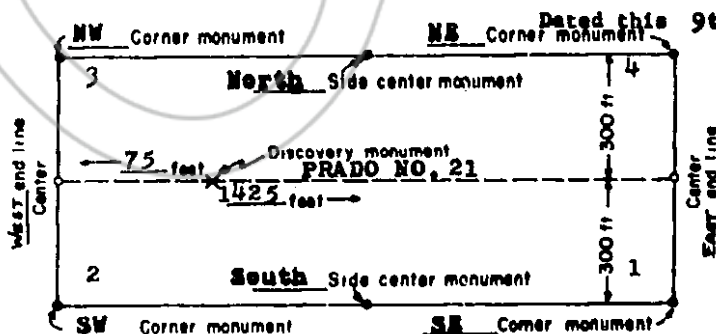 Dated this 9t
NW Corner monument NE Corner monument
3 North Side center monument 4
300 ft
75 feet Discovery monument
PRADO NO. 21
1425 feet
WEST end line
Center
Center
EAST end line
300 ft
2 South Side center monument 1
SW Corner monument SE Corner monument